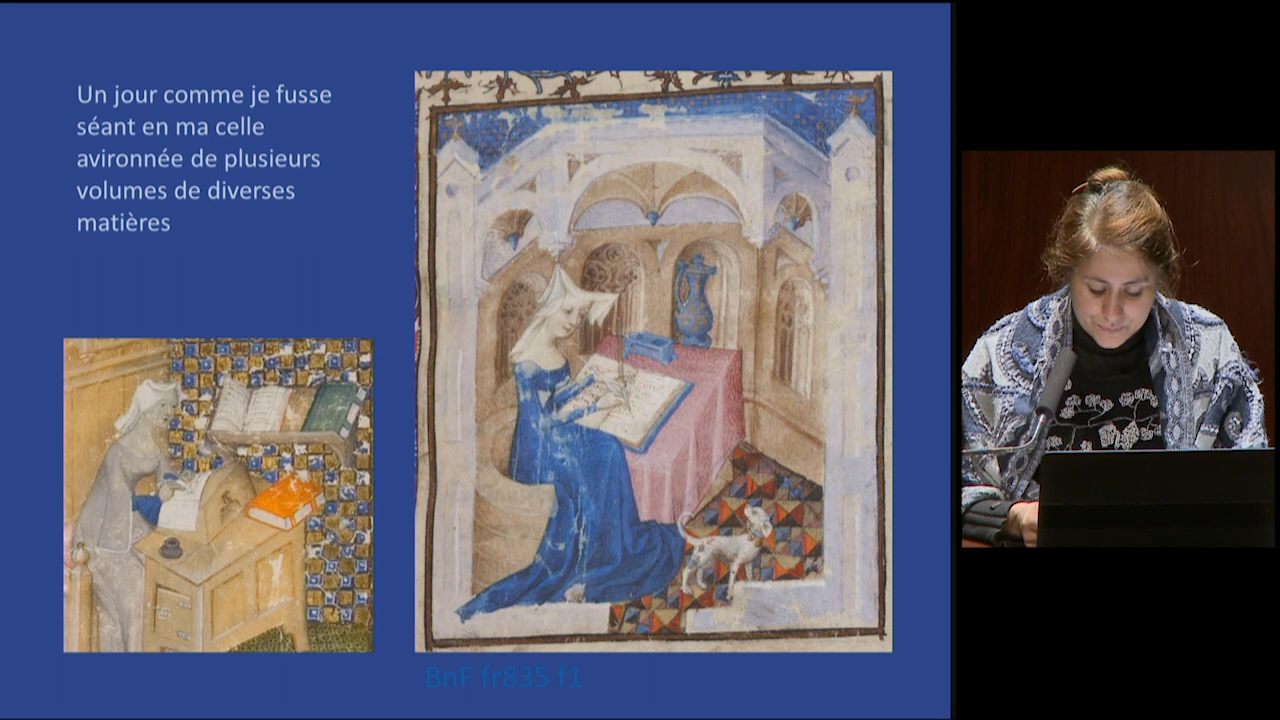 Un jour comme je fusse
séant en ma celle
avironnée de plusieurs
volumes de diverses
matières
BnF fr835 f1